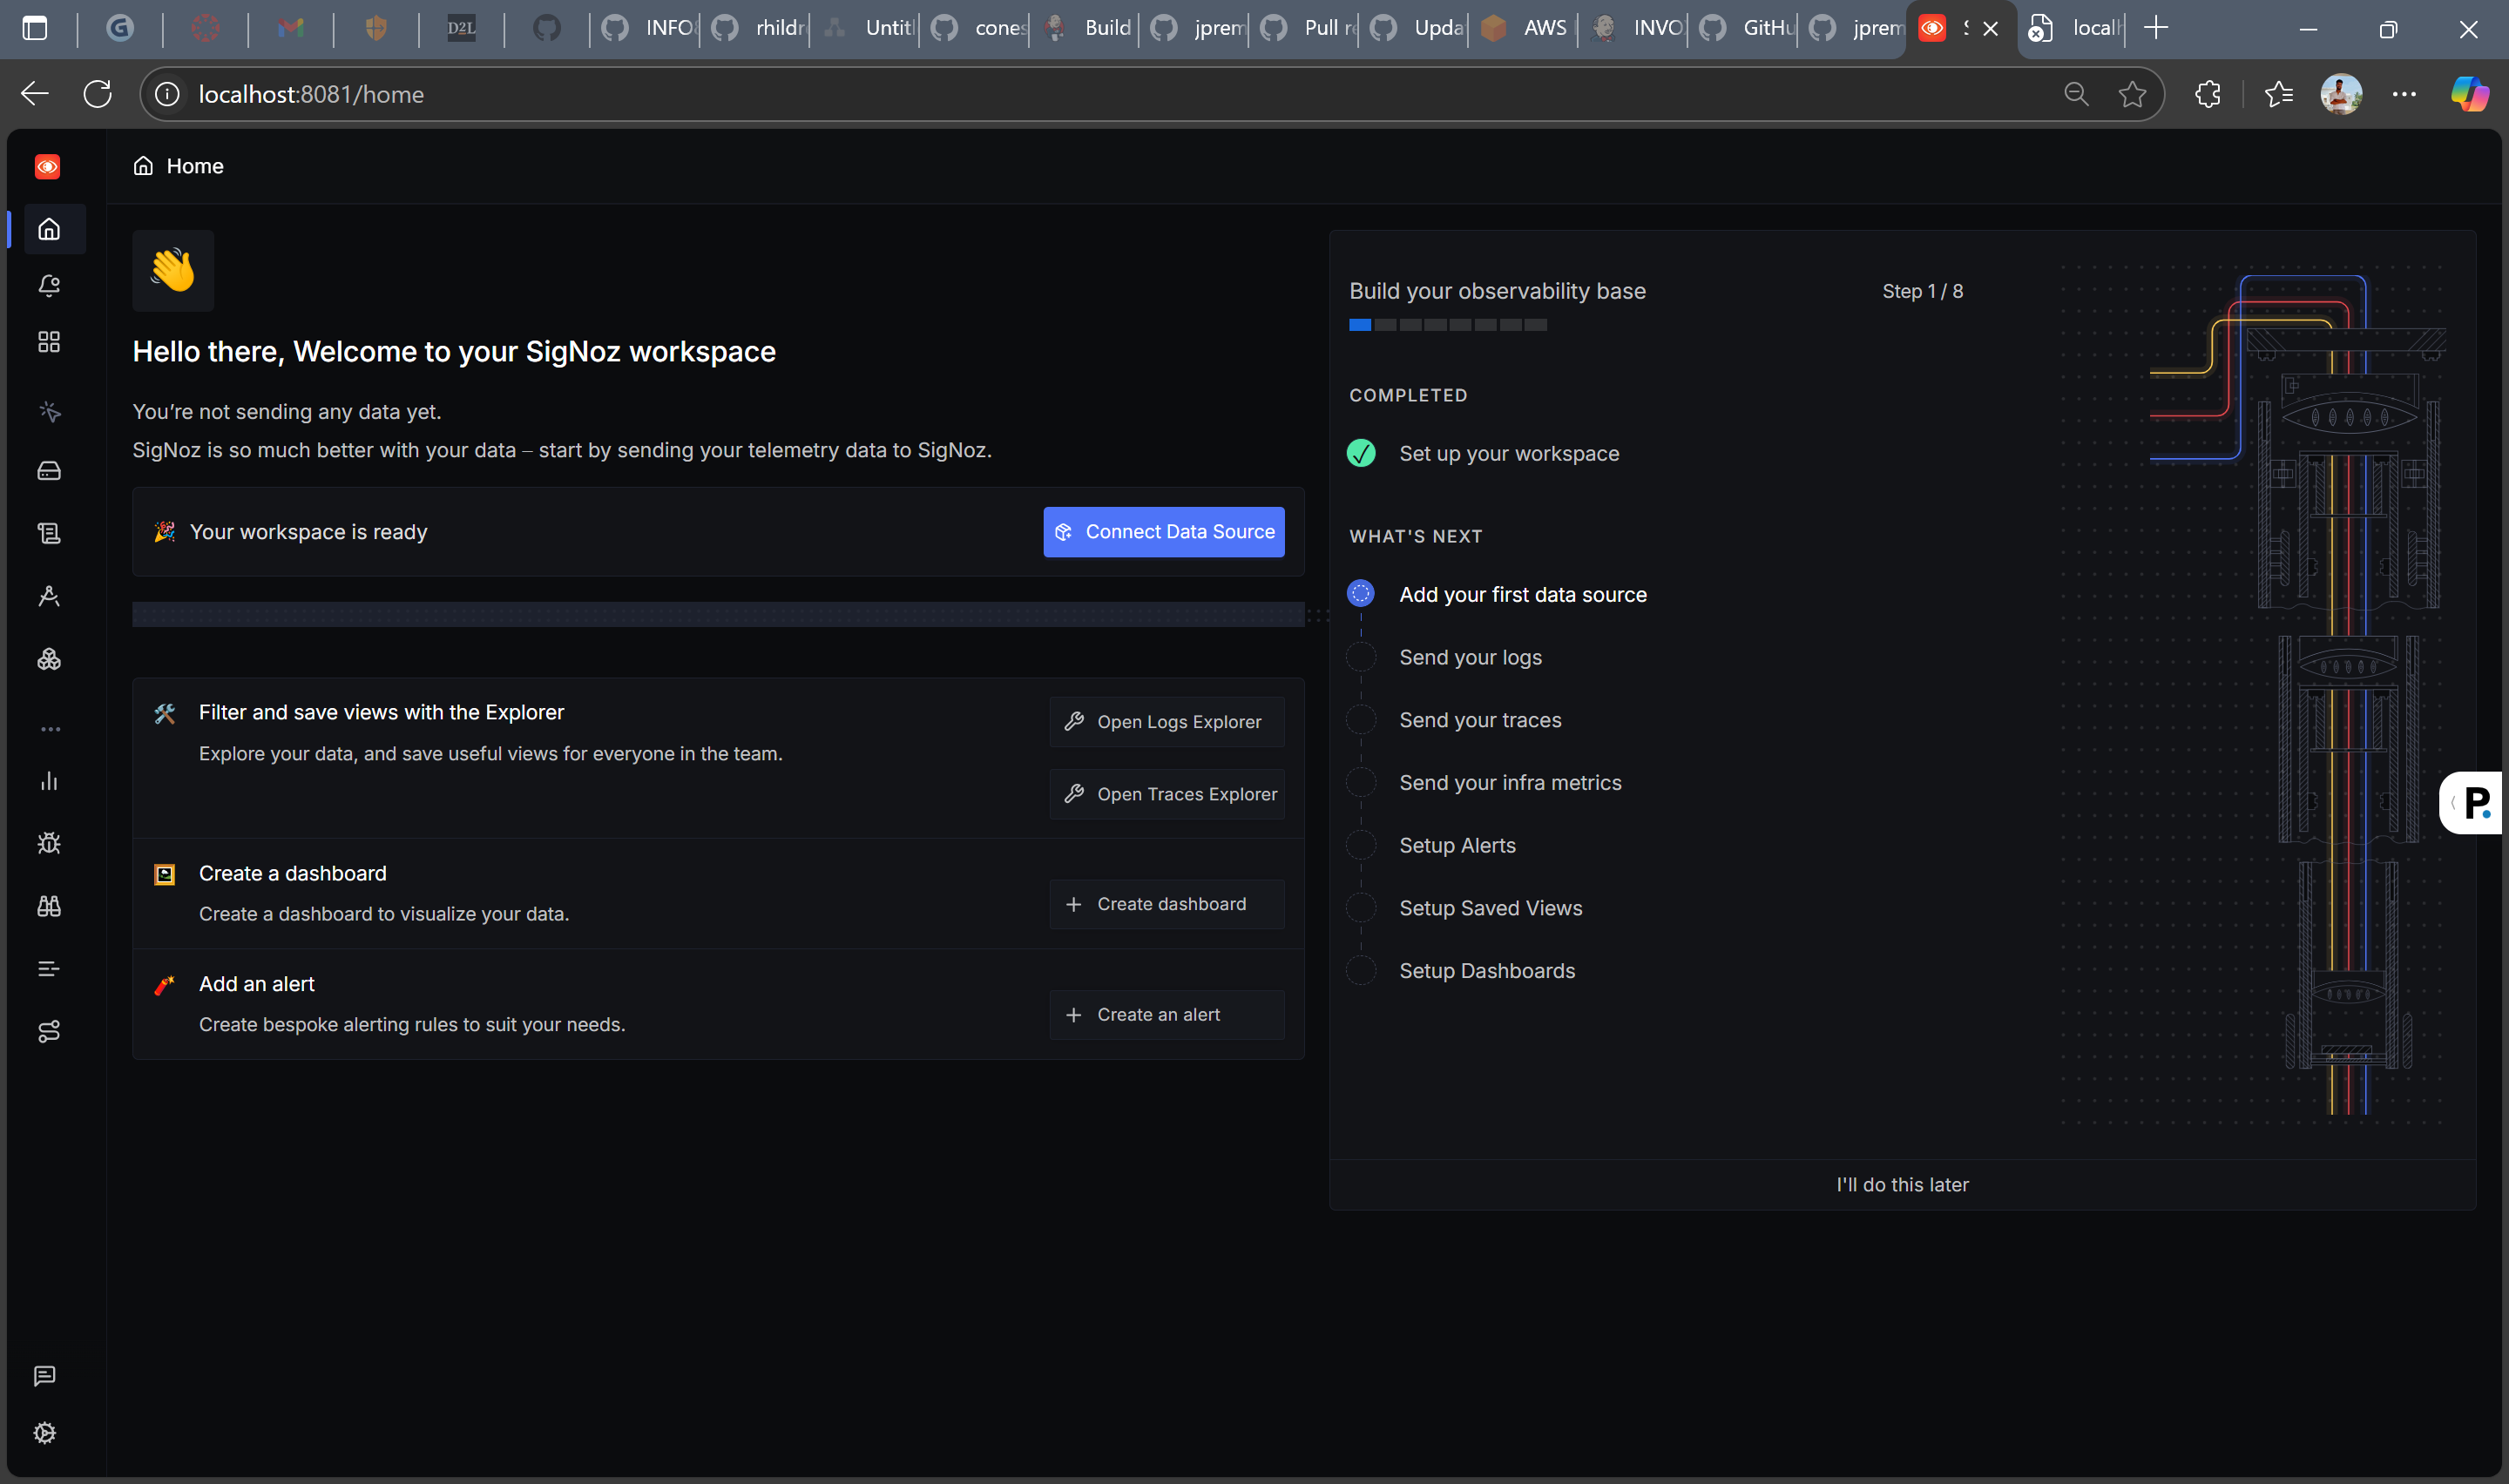 D2L
INFO
rhildr
Untitl
cones
Build
jprem
Pull re
Upda
AWS
INVO
GitHu
jprem
localh
localhost:8081/home
Home
👋
Hello there, Welcome to your SigNoz workspace
You’re not sending any data yet.
SigNoz is so much better with your data – start by sending your telemetry data to SigNoz.
🎉 Your workspace is ready
Connect Data Source
Filter and save views with the Explorer
Explore your data, and save useful views for everyone in the team.
Open Logs Explorer
Open Traces Explorer
Create a dashboard
Create a dashboard to visualize your data.
Create dashboard
Add an alert
Create bespoke alerting rules to suit your needs.
Create an alert
Build your observability base
Step 1 / 8
COMPLETED
Set up your workspace
WHAT'S NEXT
Add your first data source
Send your logs
Send your traces
Send your infra metrics
Setup Alerts
Setup Saved Views
Setup Dashboards
I'll do this later
P.